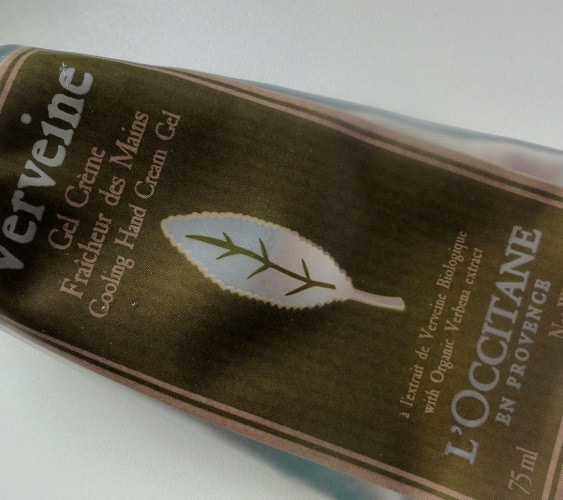 verveine
Gel Crème
Fraîcheur des Mains
Cooling Hand Cream Gel
à l'extrait de Verveine Biologique
with Organic Verbena extract
L'OCCITANE
EN PROVENCE
75 ml